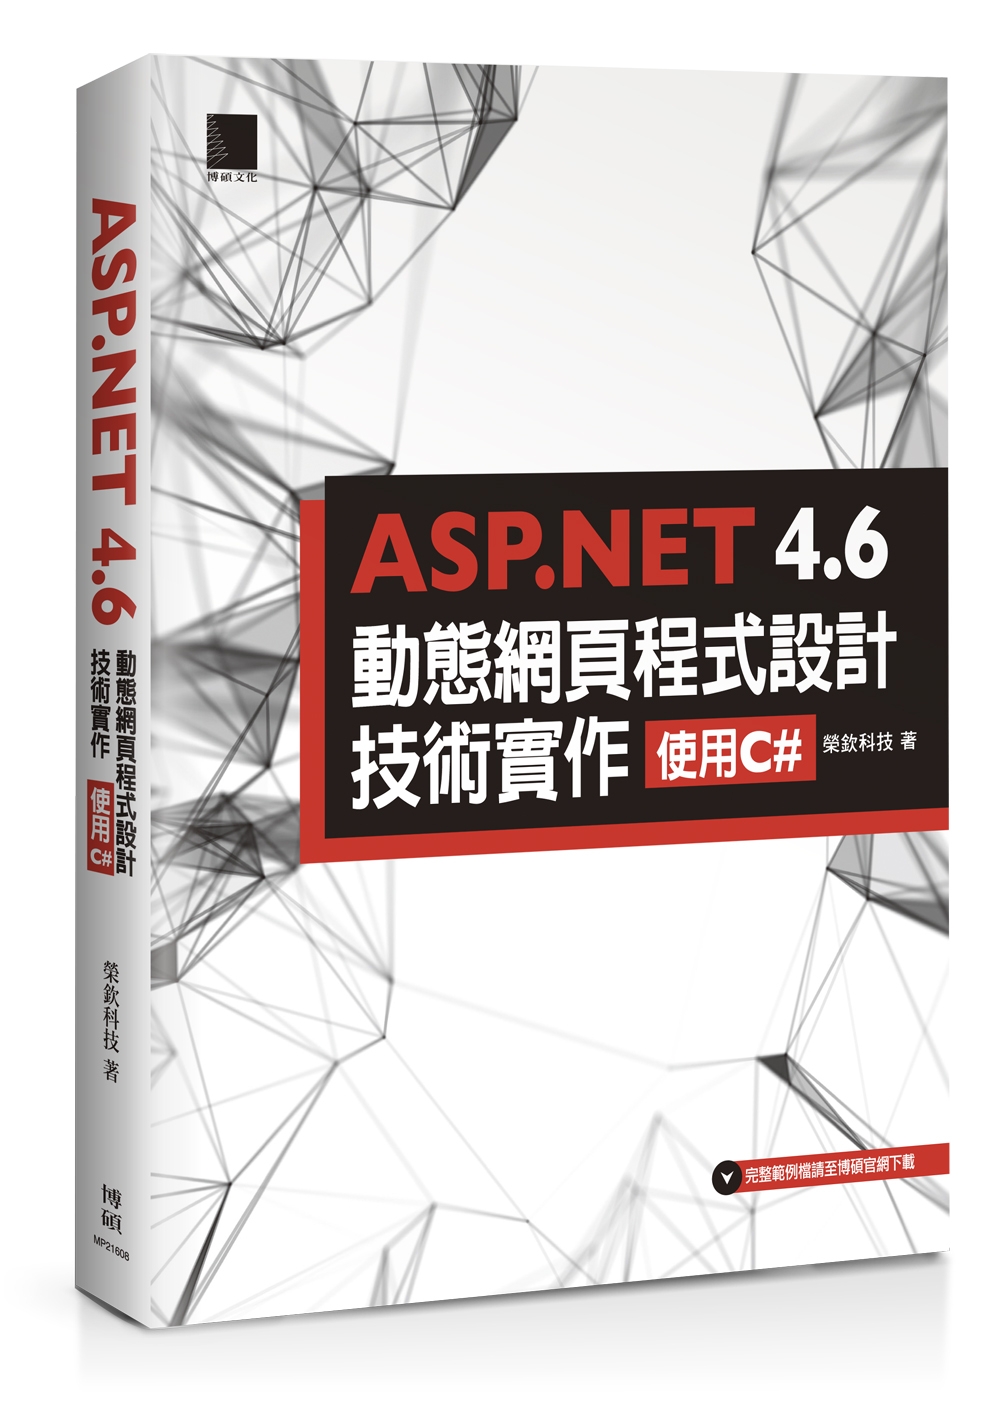 博碩文化
ASP.NET 4.6
動態網頁程式設計
技術實作 使用C# 榮欽科技 著
完整範例檔請至博碩官網下載
ASP.NET 4.6
動態網頁程式設計
技術實作 使用C#
榮欽科技 著
博碩
MP21608